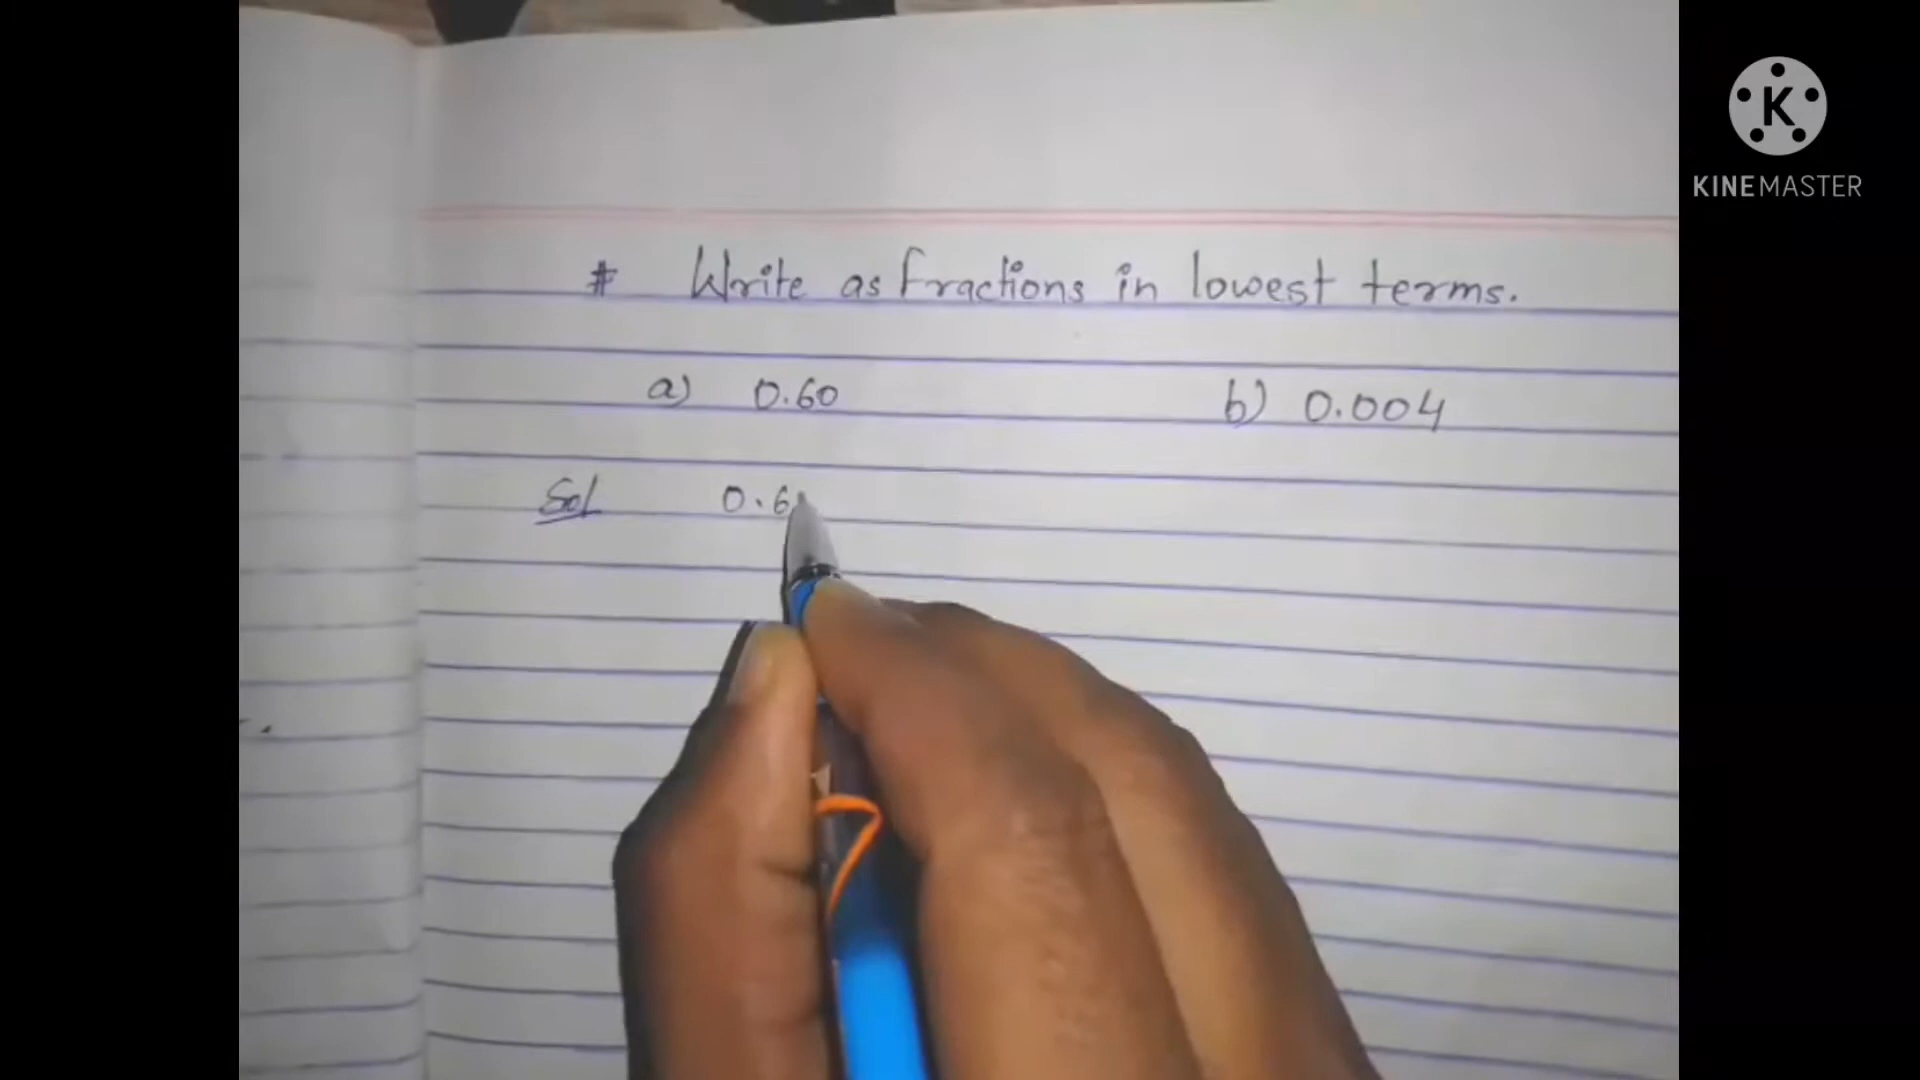 # Write as fractions in lowest terms.
a) 0.60 b) 0.004
Sol 0.6
K
KINEMASTER